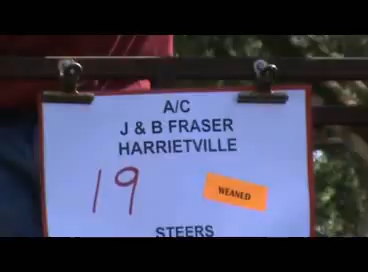 A/C
J & B FRASER
HARRIETVILLE
19
WEANED
STEERS